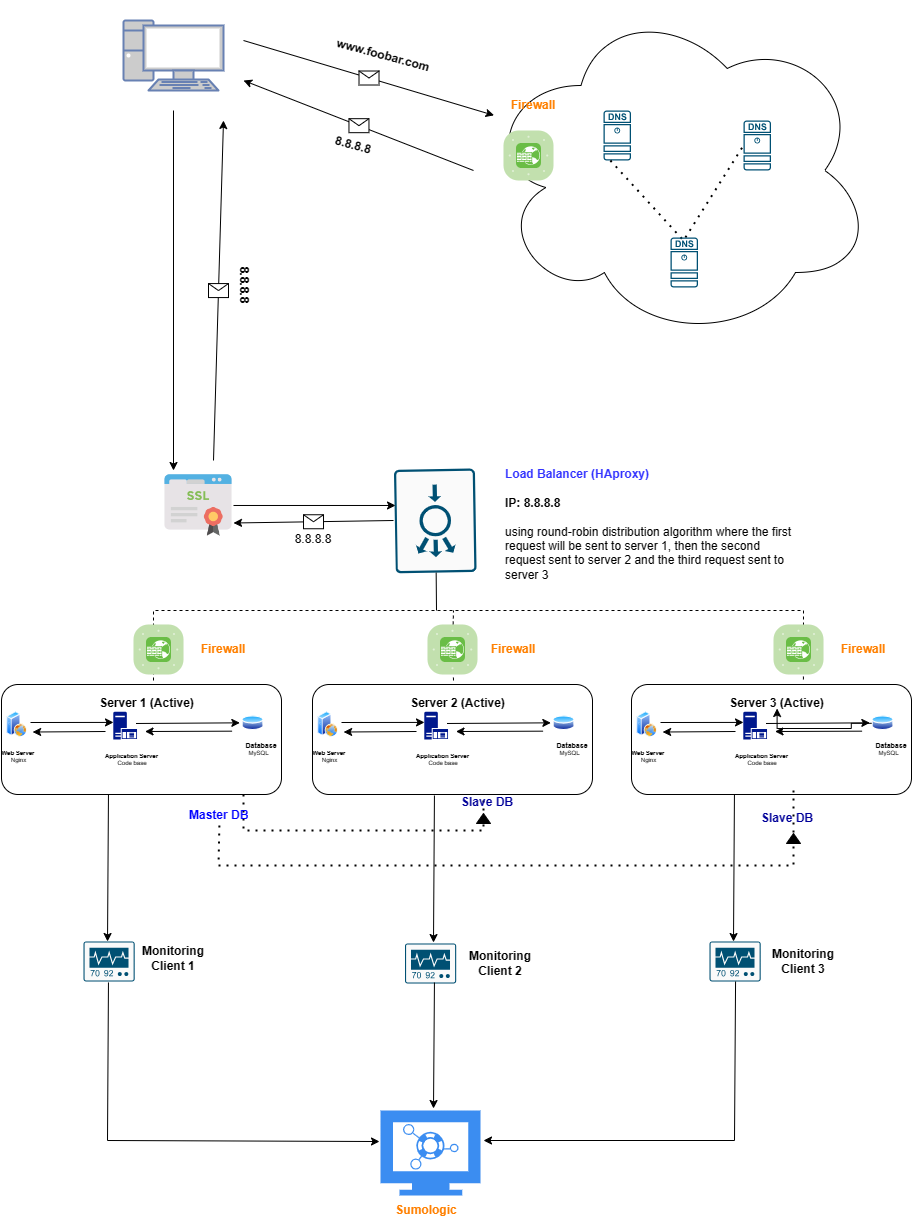 www.foobar.com
Firewall
DNS
DNS
8.8.8.8
DNS
8.8.8.8
SSL
8.8.8.8
Load Balancer (HAproxy)
IP: 8.8.8.8
using round-robin distribution algorithm where the first
request will be sent to server 1, then the second
request sent to server 2 and the third request sent to
server 3
Firewall
Firewall
Firewall
Server 1 (Active)
Web Server
Nginx
Application Server
Code base
Database
MySQL
Server 2 (Active)
Web Server
Nginx
Application Server
Code base
Database
MySQL
Server 3 (Active)
Web Server
Nginx
Application Server
Code base
Database
MySQL
Master DB
Slave DB
Slave DB
70 92
Monitoring
Client 1
70 92
Monitoring
Client 2
70 92
Monitoring
Client 3
Sumologic